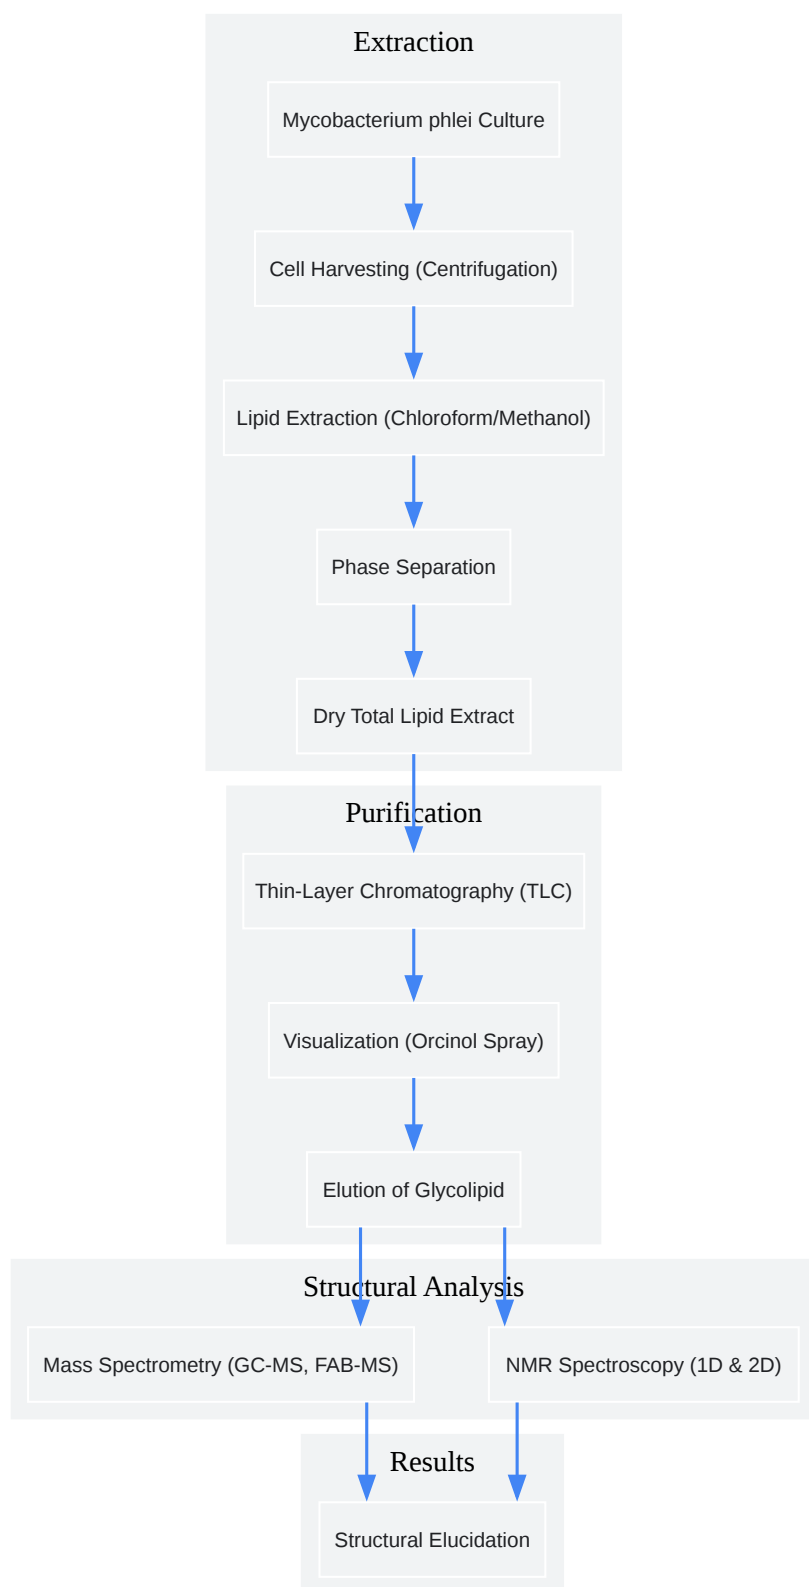 Extraction
Mycobacterium phlei Culture
Cell Harvesting (Centrifugation)
Lipid Extraction (Chloroform/Methanol)
Phase Separation
Dry Total Lipid Extract
Purification
Thin-Layer Chromatography (TLC)
Visualization (Orcinol Spray)
Elution of Glycolipid
Structural Analysis
Mass Spectrometry (GC-MS, FAB-MS)
NMR Spectroscopy (1D & 2D)
Results
Structural Elucidation